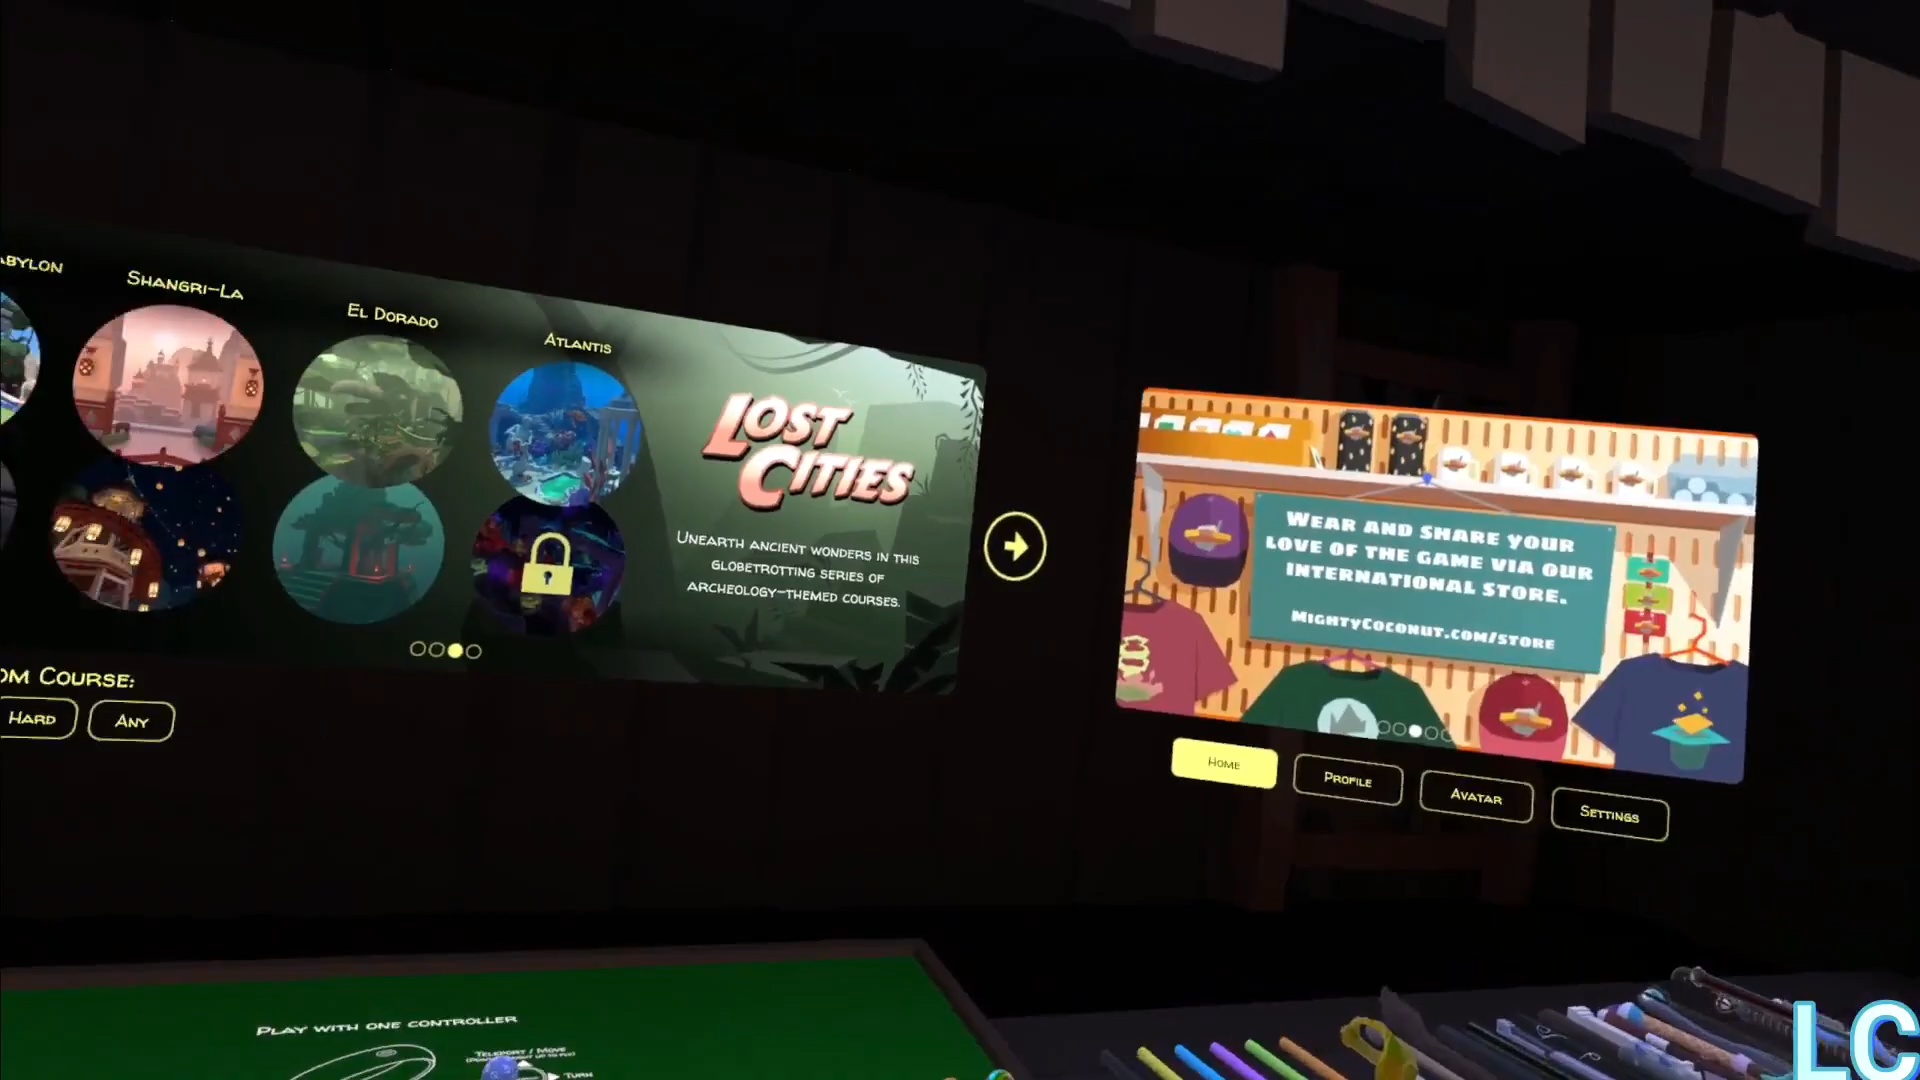 Shangri-La
El Dorado
Atlantis
Lost
Cities
Unearth ancient wonders in this
globetrotting series of
archeology-themed courses.
Course:
Hard
Any
Wear and share your
love of the game via our
international store.
MightyCoconut.com/store
Home
Profile
Avatar
Settings
Play with one controller
Teleport / Move
Turn
LC